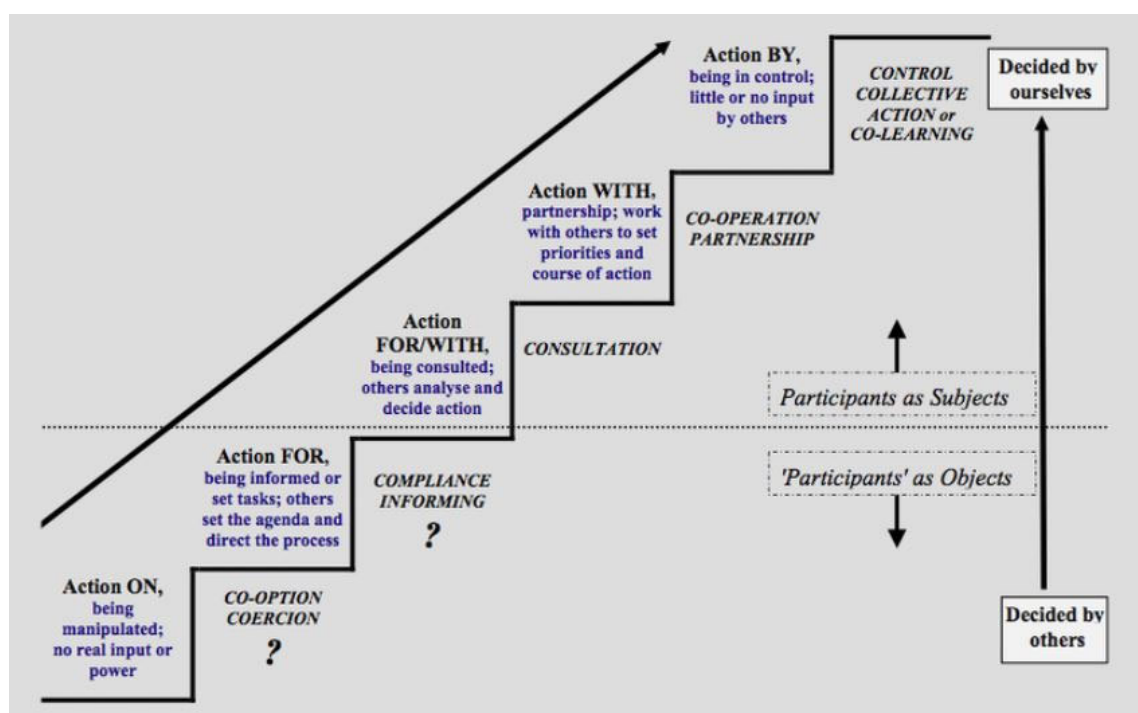 Action BY,
being in control;
little or no input
by others
CONTROL
COLLECTIVE
ACTION or
CO-LEARNING
Decided by
ourselves
Action WITH,
partnership; work
with others to set
priorities and
course of action
CO-OPERATION
PARTNERSHIP
Action
FOR/WITH,
being consulted;
others analyse and
decide action
CONSULTATION
Participants as Subjects
Action FOR,
being informed or
set tasks; others
set the agenda and
direct the process
COMPLIANCE
INFORMING
?
'Participants' as Objects
Action ON,
being
manipulated;
no real input or
power
CO-OPTION
COERCION
?
Decided by
others